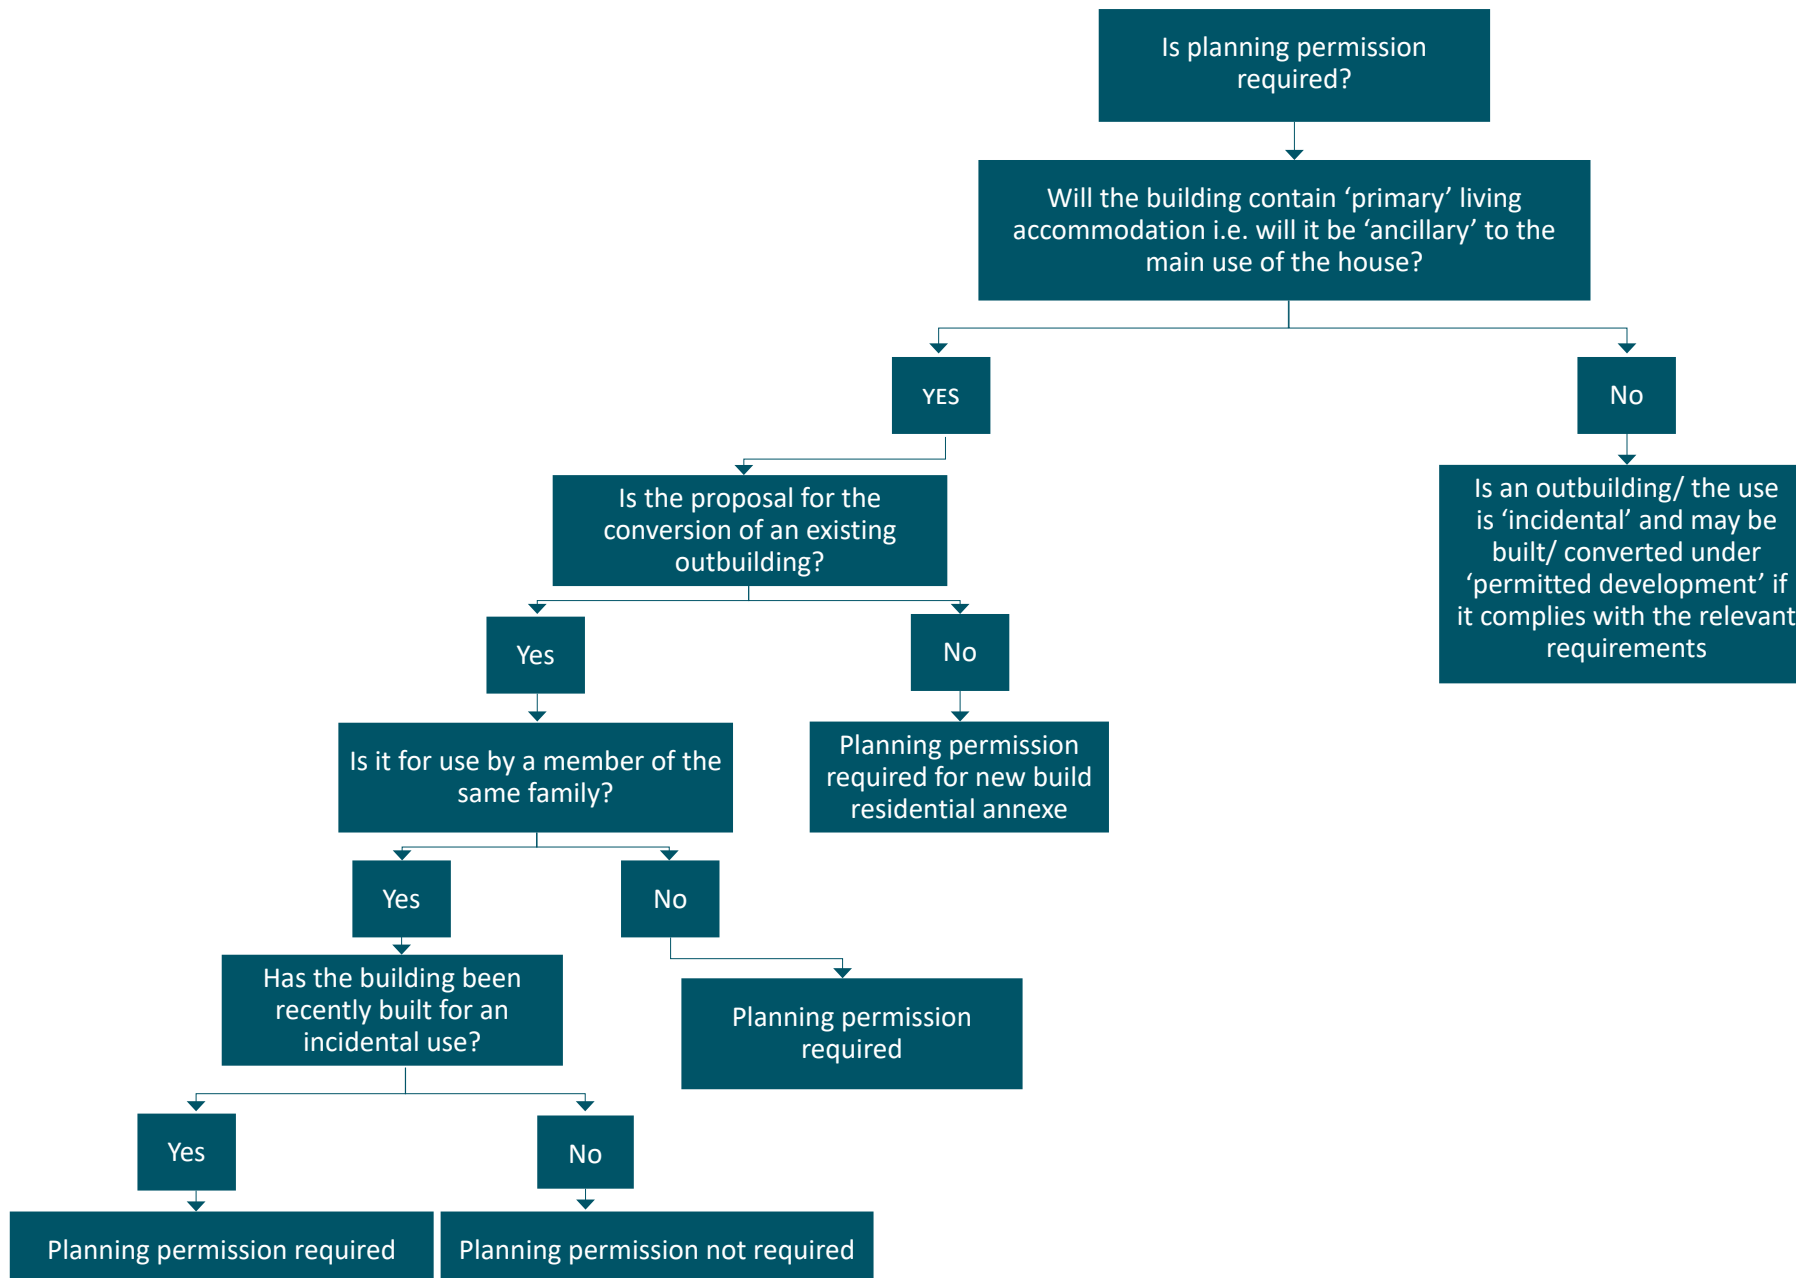 Is planning permission
required?
Will the building contain ‘primary’ living
accommodation i.e. will it be ‘ancillary’ to the
main use of the house?
YES
No
Is the proposal for the
conversion of an existing
outbuilding?
Is an outbuilding/ the use
is ‘incidental’ and may be
built/ converted under
‘permitted development’ if
it complies with the relevant
requirements
Yes
No
Is it for use by a member of the
same family?
Planning permission
required for new build
residential annexe
Yes
No
Has the building been
recently built for an
incidental use?
Planning permission
required
Yes
No
Planning permission required
Planning permission not required